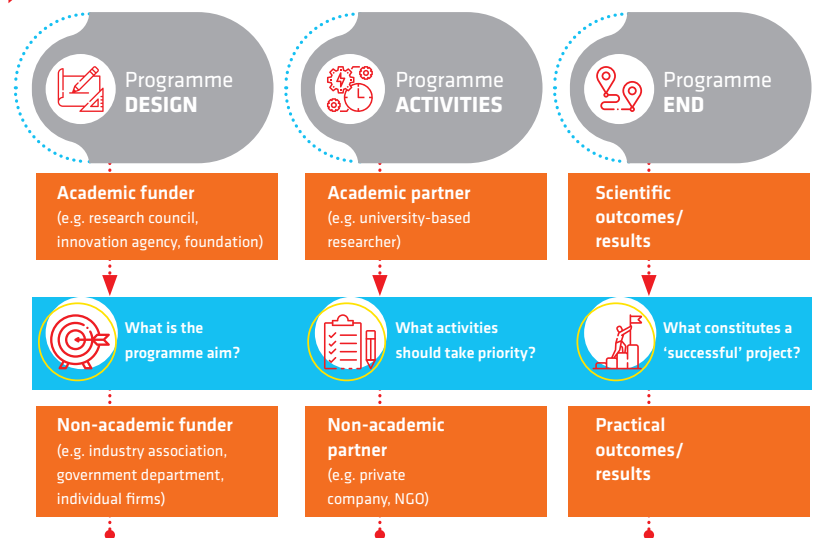 Programme
DESIGN
Programme
ACTIVITIES
Programme
END
Academic funder
(e.g. research council,
innovation agency, foundation)
Academic partner
(e.g. university-based
researcher)
Scientific
outcomes/
results
What is the
programme aim?
What activities
should take priority?
What constitutes a
‘successful’ project?
Non-academic funder
(e.g. industry association,
government department,
individual firms)
Non-academic
partner
(e.g. private
company, NGO)
Practical
outcomes/
results